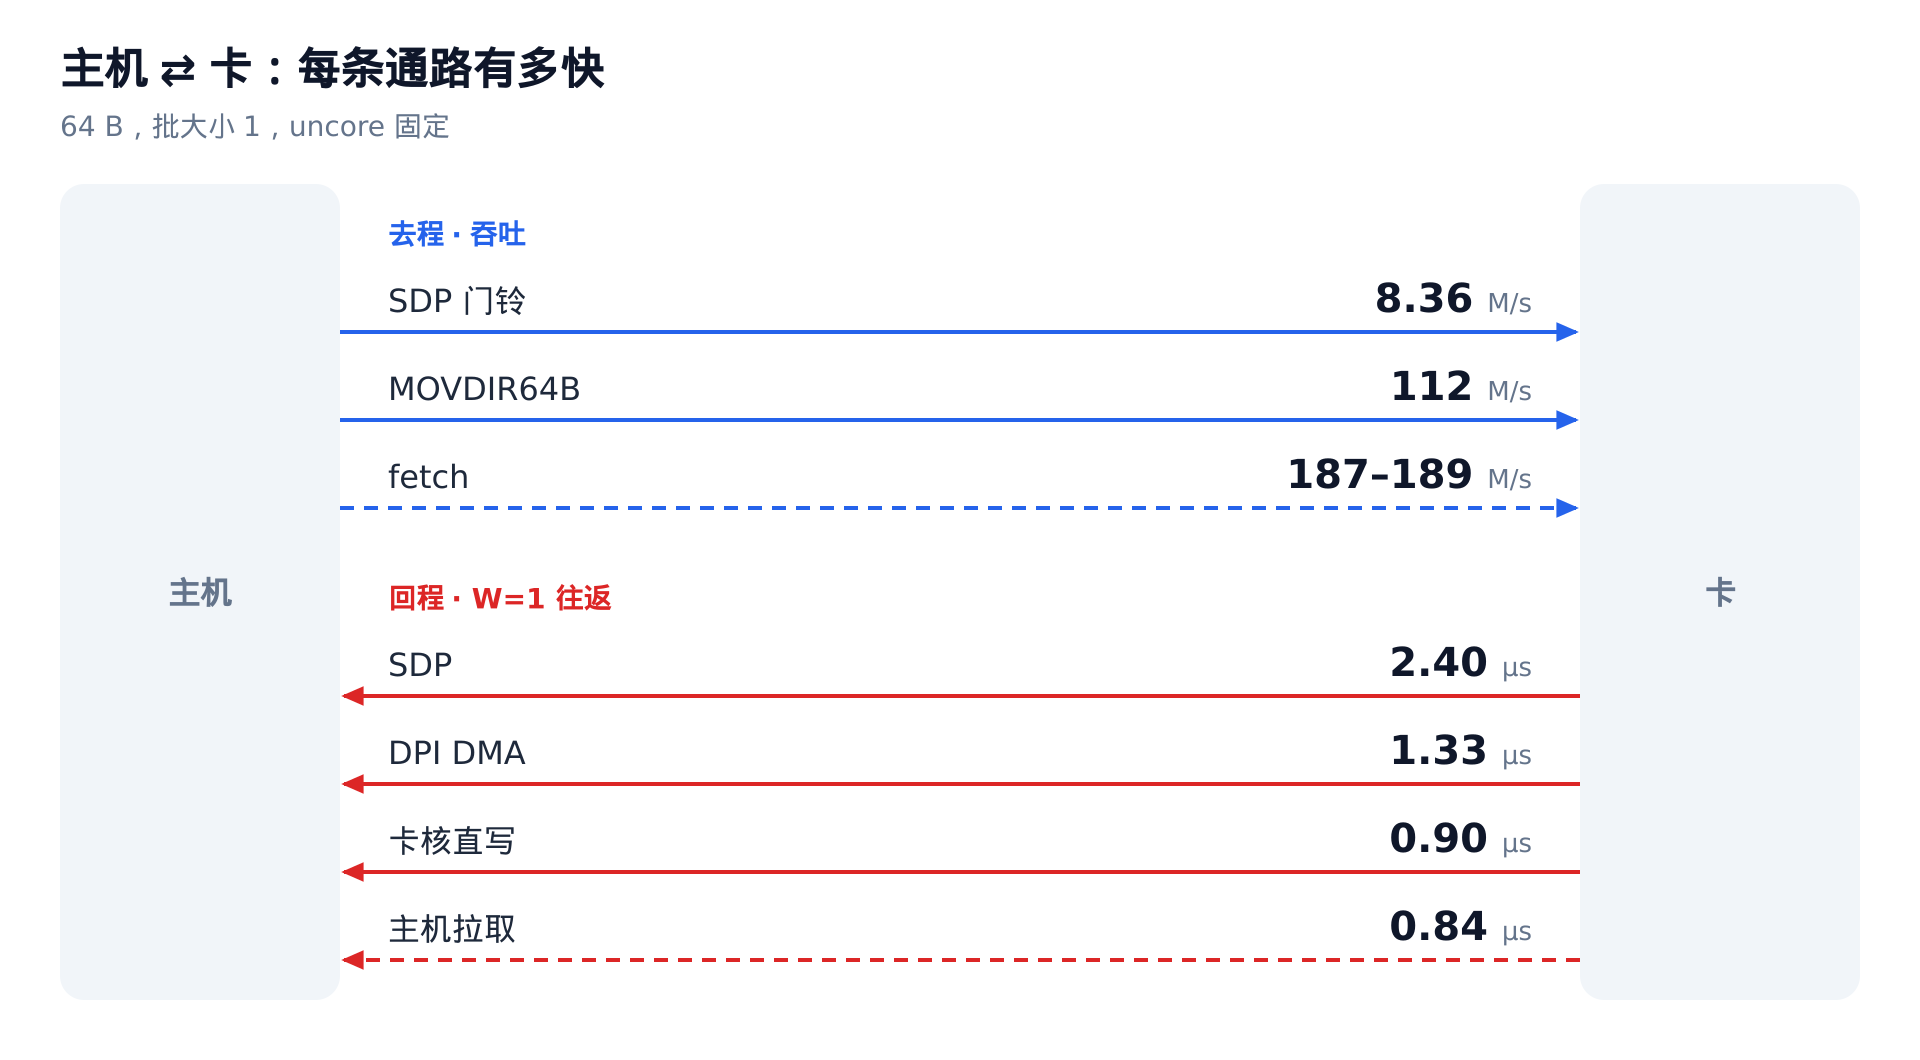 主机 ⇄ 卡：每条通路有多快
64 B，批大小 1，uncore 固定
去程 · 吞吐
SDP 门铃 8.36 M/s
MOVDIR64B 112 M/s
fetch 187–189 M/s
主机
卡
回程 · W=1 往返
SDP 2.40 µs
DPI DMA 1.33 µs
卡核直写 0.90 µs
主机拉取 0.84 µs